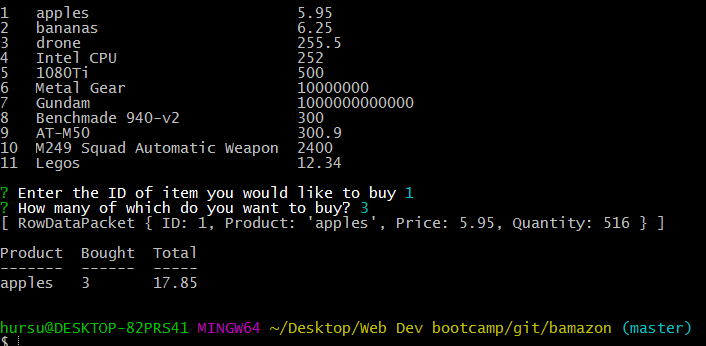 1   apples                         5.95
2   bananas                        6.25
3   drone                          255.5
4   Intel CPU                      252
5   1080Ti                         500
6   Metal Gear                     10000000
7   Gundam                         1000000000000
8   Benchmade 940-v2               300
9   AT-M50                         300.9
10  M249 Squad Automatic Weapon  2400
11  Legos                          12.34
? Enter the ID of item you would like to buy 1
? How many of which do you want to buy? 3
[ RowDataPacket { ID: 1, Product: 'apples', Price: 5.95, Quantity: 516 } ]
Product  Bought  Total
-------  ------  -----
apples   3       17.85
hursu@DESKTOP-82PRS41 MINGW64 ~/Desktop/Web Dev bootcamp/git/bamazon (master)
$